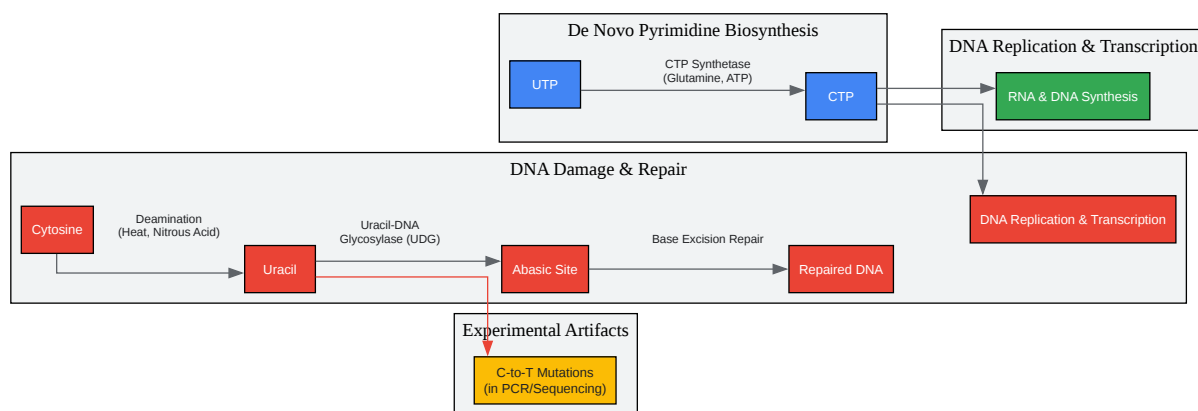 De Novo Pyrimidine Biosynthesis
UTP
CTP Synthetase
(Glutamine, ATP)
CTP
DNA Replication & Transcription
RNA & DNA Synthesis
DNA Damage & Repair
Cytosine
Deamination
(Heat, Nitrous Acid)
Uracil
Uracil-DNA
Glycosylase (UDG)
Abasic Site
Base Excision Repair
Repaired DNA
DNA Replication & Transcription
Experimental Artifacts
C-to-T Mutations
(in PCR/Sequencing)